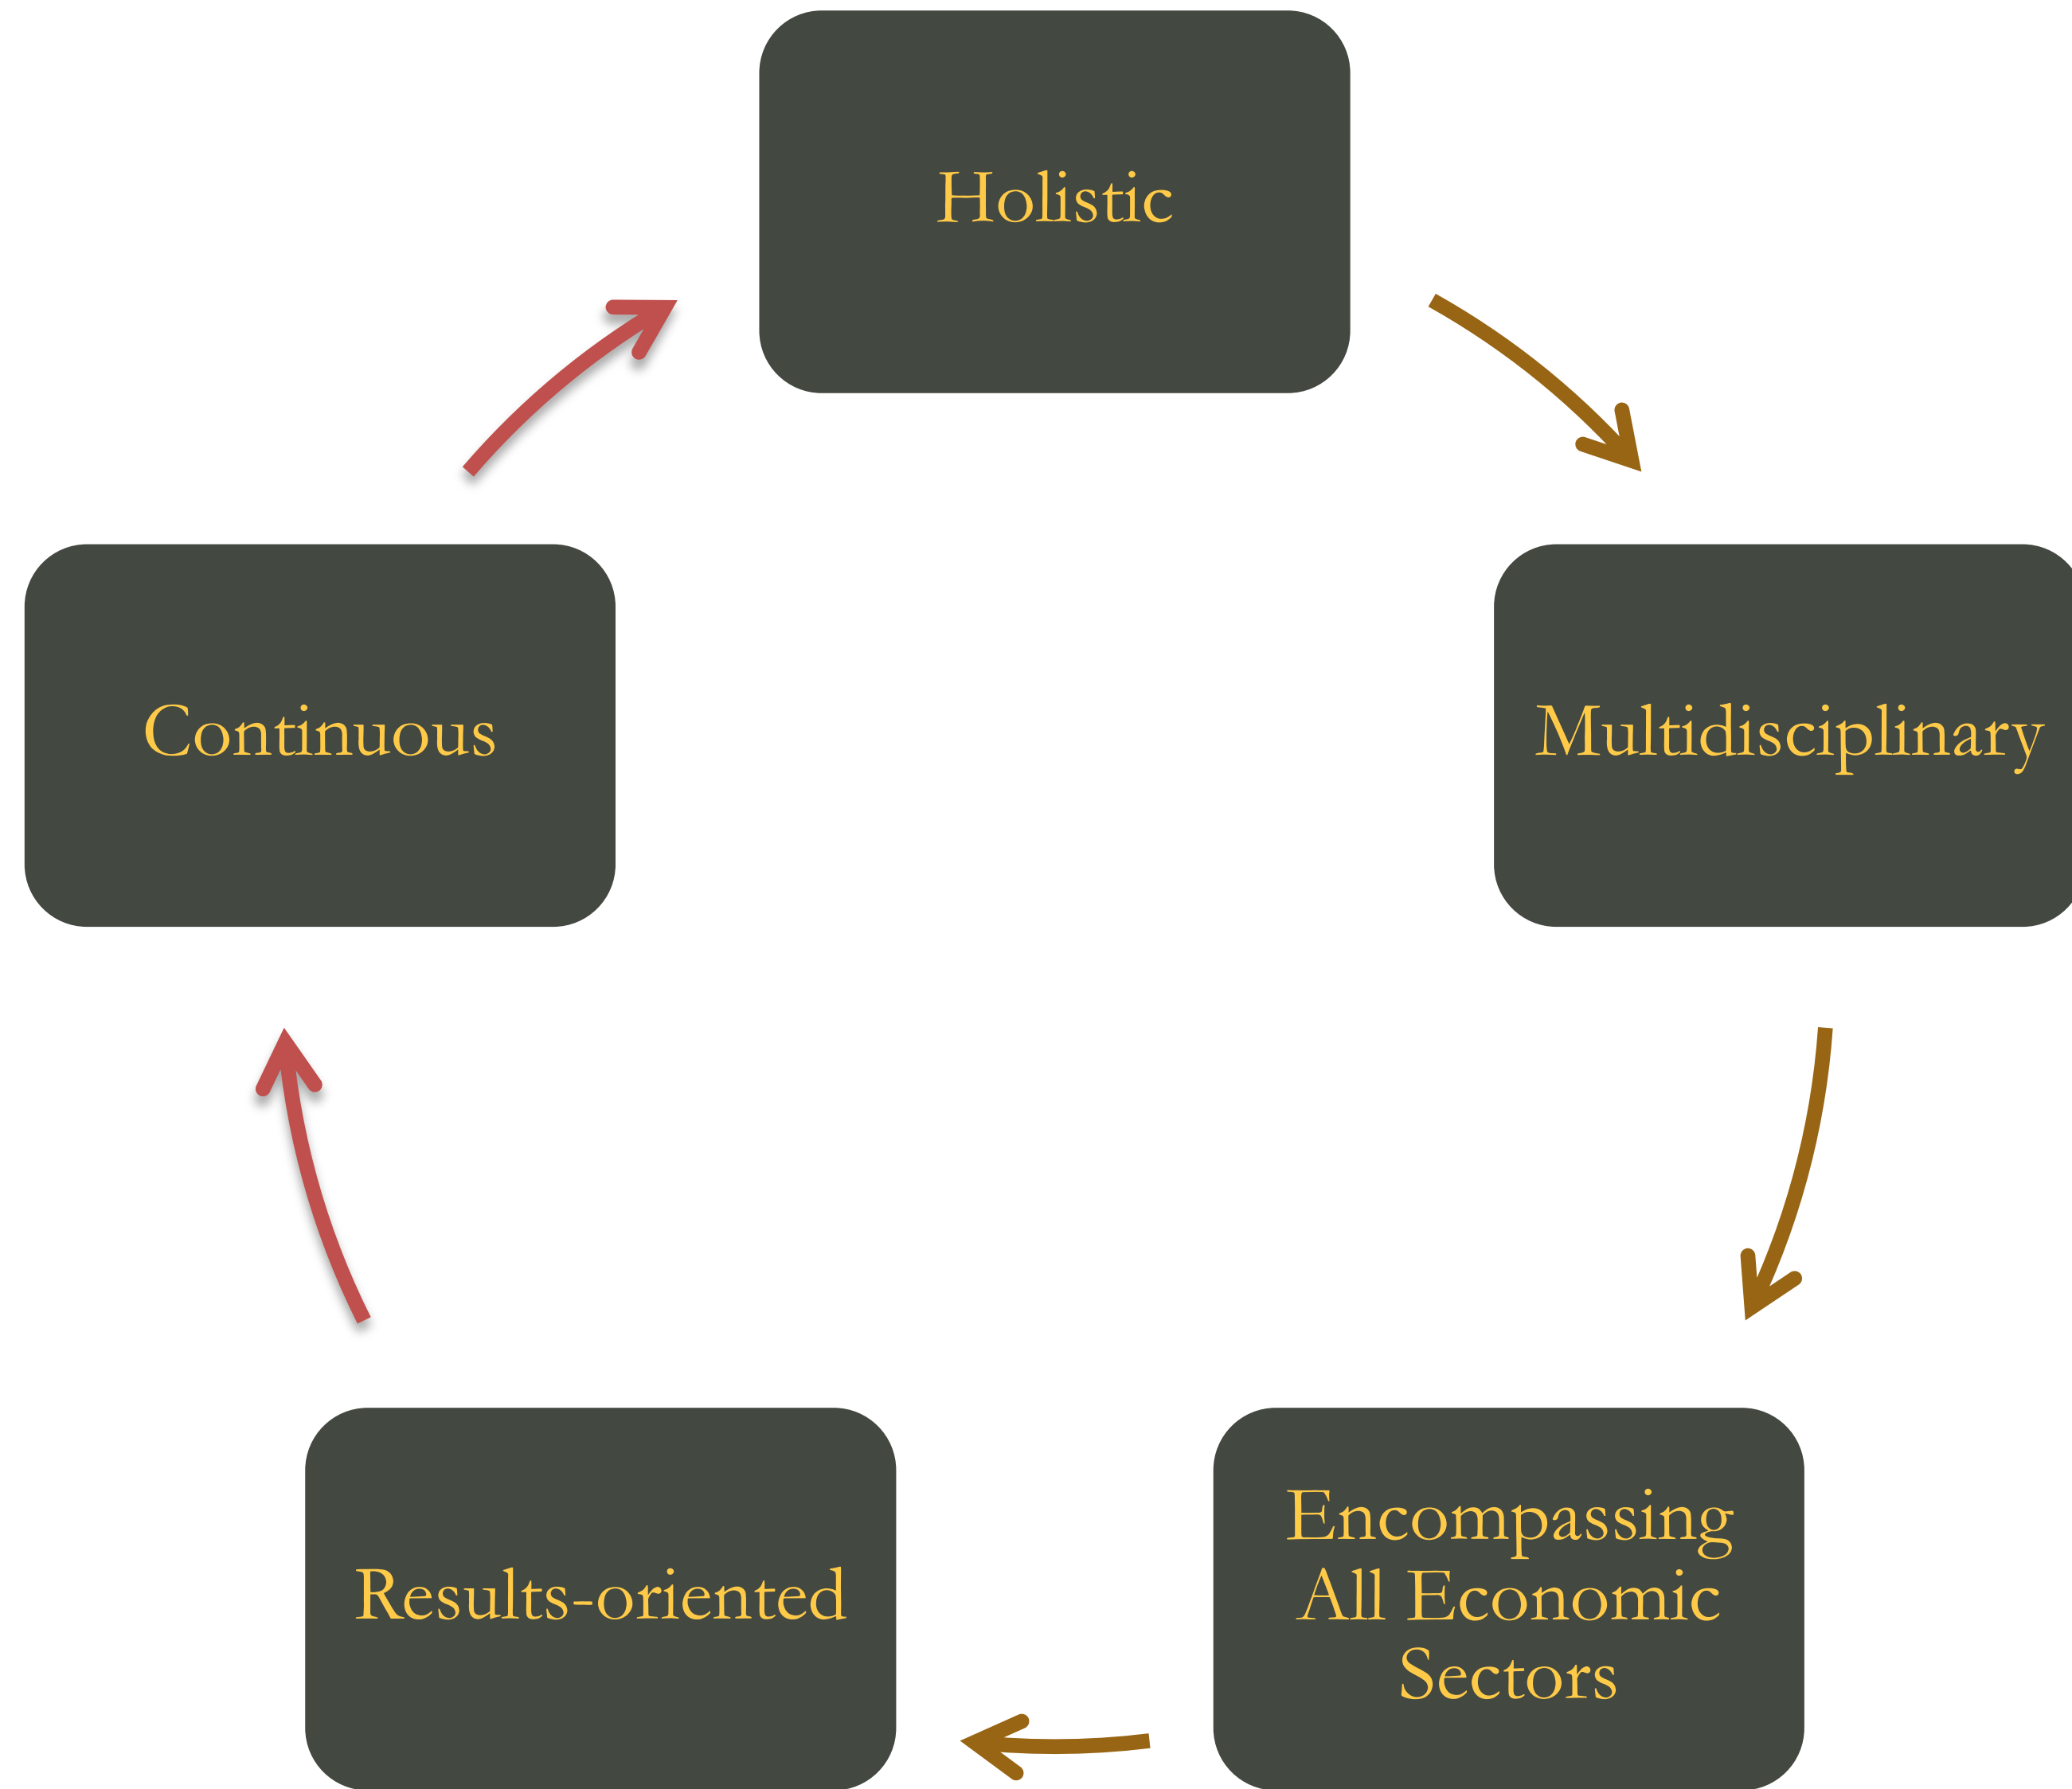 Holistic
Continuous
Multidisciplinary
Results-oriented
Encompassing
All Economic
Sectors